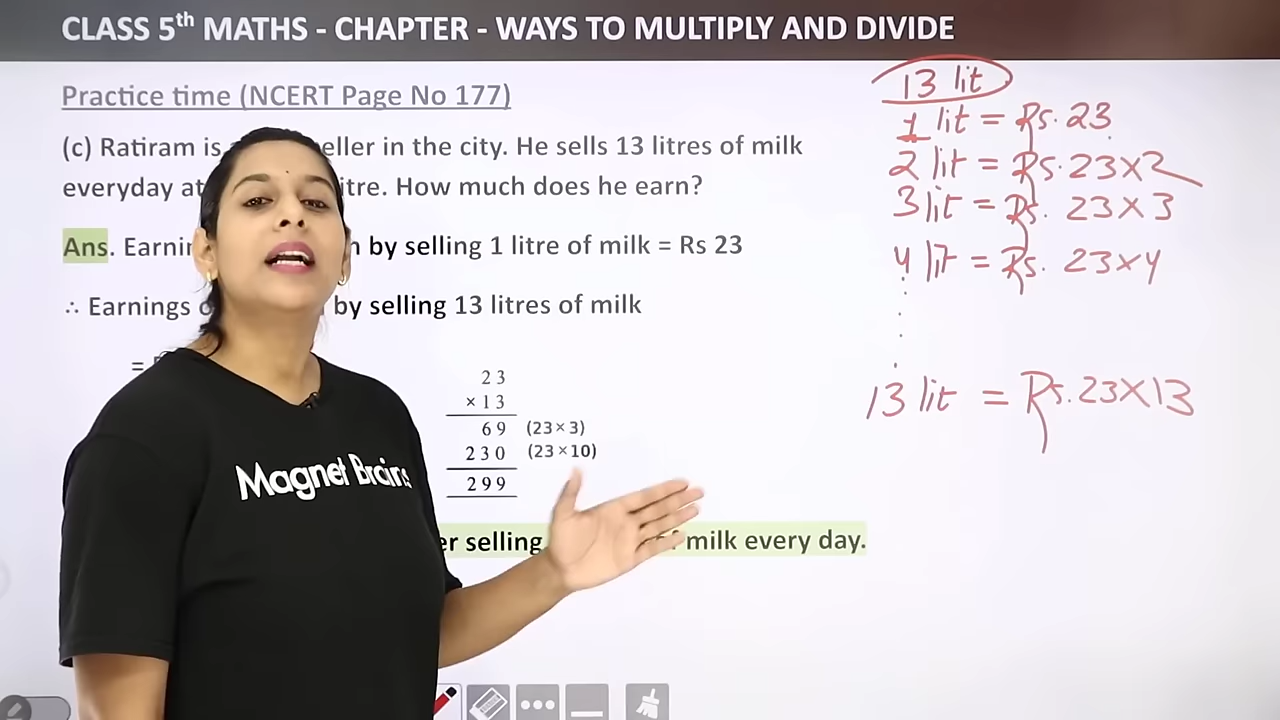 CLASS 5th MATHS - CHAPTER - WAYS TO MULTIPLY AND DIVIDE
Practice time (NCERT Page No 177)
(c) Ratiram is eller in the city. He sells 13 litres of milk
everyday at itre. How much does he earn?
Ans. Earnin n by selling 1 litre of milk = Rs 23
∴ Earnings by selling 13 litres of milk
=
23
×13
69 (23×3)
230 (23×10)
299
er selling of milk every day.
13 lit
1 lit = Rs. 23
2 lit = Rs. 23×2
3 lit = Rs. 23×3
4 lit = Rs. 23×4
13 lit = Rs. 23×13
Magnet Brains